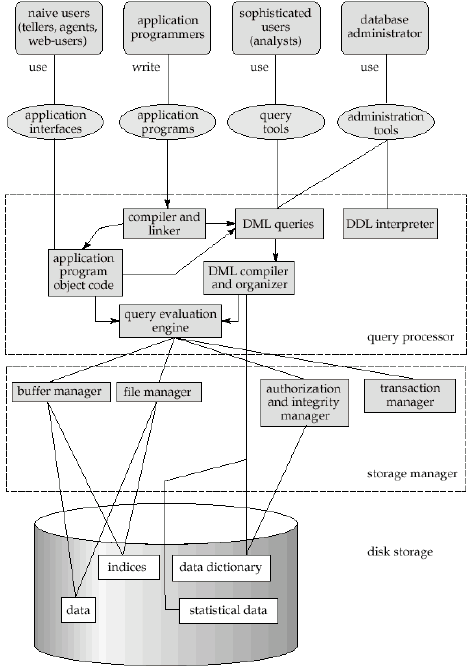 naive users
(tellers, agents,
web-users)
application
programmers
sophisticated
users
(analysts)
database
administrator
use
write
use
use
application
interfaces
application
programs
query
tools
administration
tools
compiler and
linker
DML queries
DDL interpreter
application
program
object code
DML compiler
and organizer
query evaluation
engine
query processor
buffer manager
file manager
authorization
and integrity
manager
transaction
manager
storage manager
disk storage
indices
data dictionary
data
statistical data